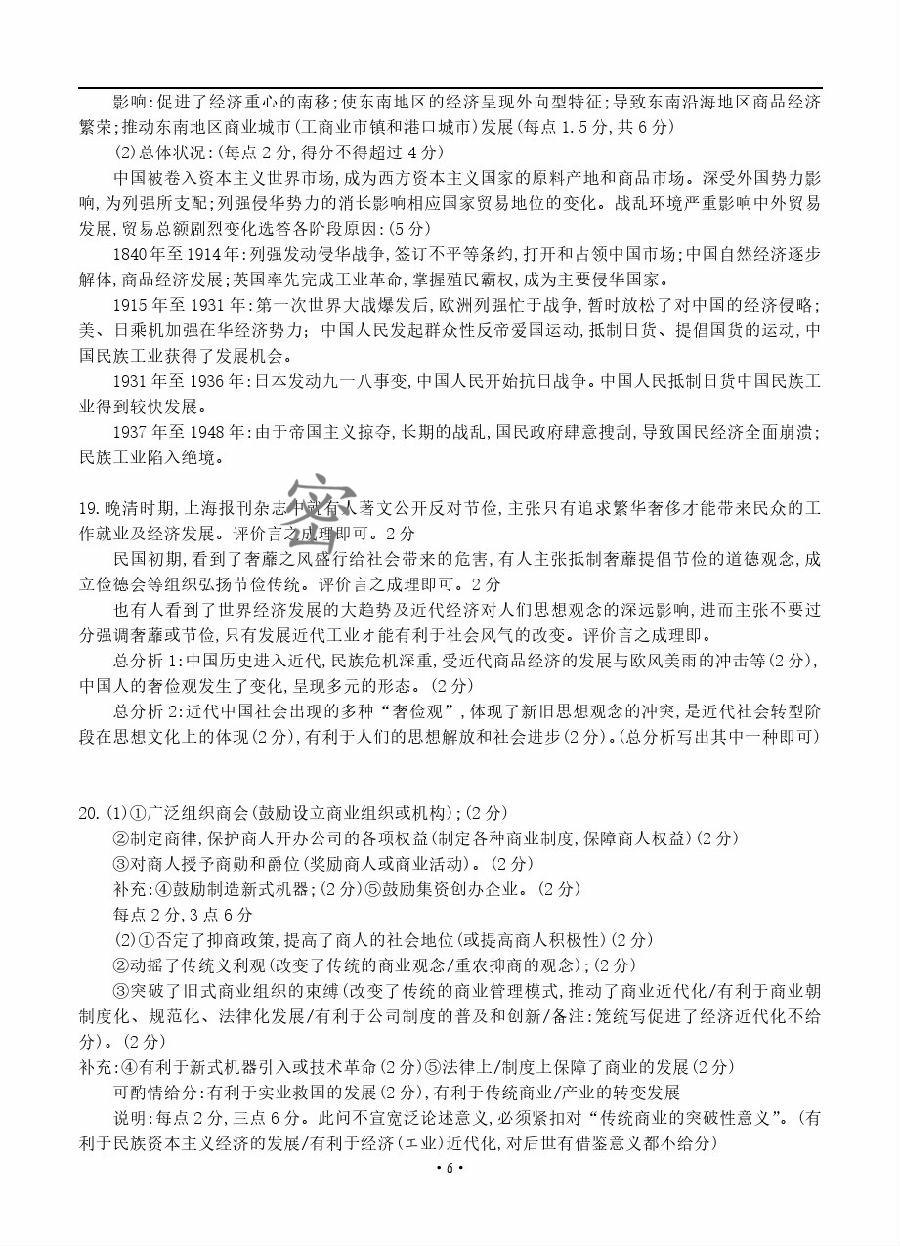 影响:促进了经济重心的南移;使东南地区的经济呈现外向型特征;导致东南沿海地区商品经济
繁荣;推动东南地区商业城市(工商业市镇和港口城市)发展(每点1.5分,共6分)
(2)总体状况:(每点2分,得分不得超过4分)
中国被卷入资本主义世界市场,成为西方资本主义国家的原料产地和商品市场。深受外国势力影
响,为列强所支配;列强侵华势力的消长影响相应国家贸易地位的变化。战乱环境严重影响中外贸易
发展,贸易总额剧烈变化选答各阶段原因:(5分)
1840年至1914年:列强发动侵华战争,签订不平等条约,打开和占领中国市场;中国自然经济逐步
解体,商品经济发展;英国率先完成工业革命,掌握殖民霸权,成为主要侵华国家。
1915年至1931年:第一次世界大战爆发后,欧洲列强忙于战争,暂时放松了对中国的经济侵略;
美、日乘机加强在华经济势力;中国人民发起群众性反帝爱国运动,抵制日货、提倡国货的运动,中
国民族工业获得了发展机会。
1931年至1936年:日本发动九一八事变,中国人民开始抗日战争。中国人民抵制日货中国民族工
业得到较快发展。
1937年至1948年:由于帝国主义掠夺,长期的战乱,国民政府肆意搜刮,导致国民经济全面崩溃;
民族工业陷入绝境。
密
19.晚清时期,上海报刊杂志中就有人著文公开反对节俭,主张只有追求繁华奢侈才能带来民众的工
作就业及经济发展。评价言之成理即可。2分
民国初期,看到了奢靡之风盛行给社会带来的危害,有人主张抵制奢靡提倡节俭的道德观念,成
立俭德会等组织弘扬节俭传统。评价言之成理即可。2分
也有人看到了世界经济发展的大趋势及近代经济对人们思想观念的深远影响,进而主张不要过
分强调奢靡或节俭,只有发展近代工业才能有利于社会风气的改变。评价言之成理即。
总分析1:中国历史进入近代,民族危机深重,受近代商品经济的发展与欧风美雨的冲击等(2分),
中国人的奢俭观发生了变化,呈现多元的形态。(2分)
总分析2:近代中国社会出现的多种“奢俭观”,体现了新旧思想观念的冲突,是近代社会转型阶
段在思想文化上的体现(2分),有利于人们的思想解放和社会进步(2分)。(总分析写出其中一种即可)
20.(1)①广泛组织商会(鼓励设立商业组织或机构);(2分)
②制定商律,保护商人开办公司的各项权益(制定各种商业制度,保障商人权益)(2分)
③对商人授予商勋和爵位(奖励商人或商业活动)。(2分)
补充:④鼓励制造新式机器;(2分)⑤鼓励集资创办企业。(2分)
每点2分,3点6分
(2)①否定了抑商政策,提高了商人的社会地位(或提高商人积极性)(2分)
②动摇了传统义利观(改变了传统的商业观念/重农抑商的观念);(2分)
③突破了旧式商业组织的束缚(改变了传统的商业管理模式,推动了商业近代化/有利于商业朝
制度化、规范化、法律化发展/有利于公司制度的普及和创新/备注:笼统写促进了经济近代化不给
分)。(2分)
补充:④有利于新式机器引入或技术革命(2分)⑤法律上/制度上保障了商业的发展(2分)
可酌情给分:有利于实业救国的发展(2分),有利于传统商业/产业的转变发展
说明:每点2分,三点6分。此问不宜宽泛论述意义,必须紧扣对“传统商业的突破性意义”。(有
利于民族资本主义经济的发展/有利于经济(工业)近代化,对后世有借鉴意义都不给分)
·6·